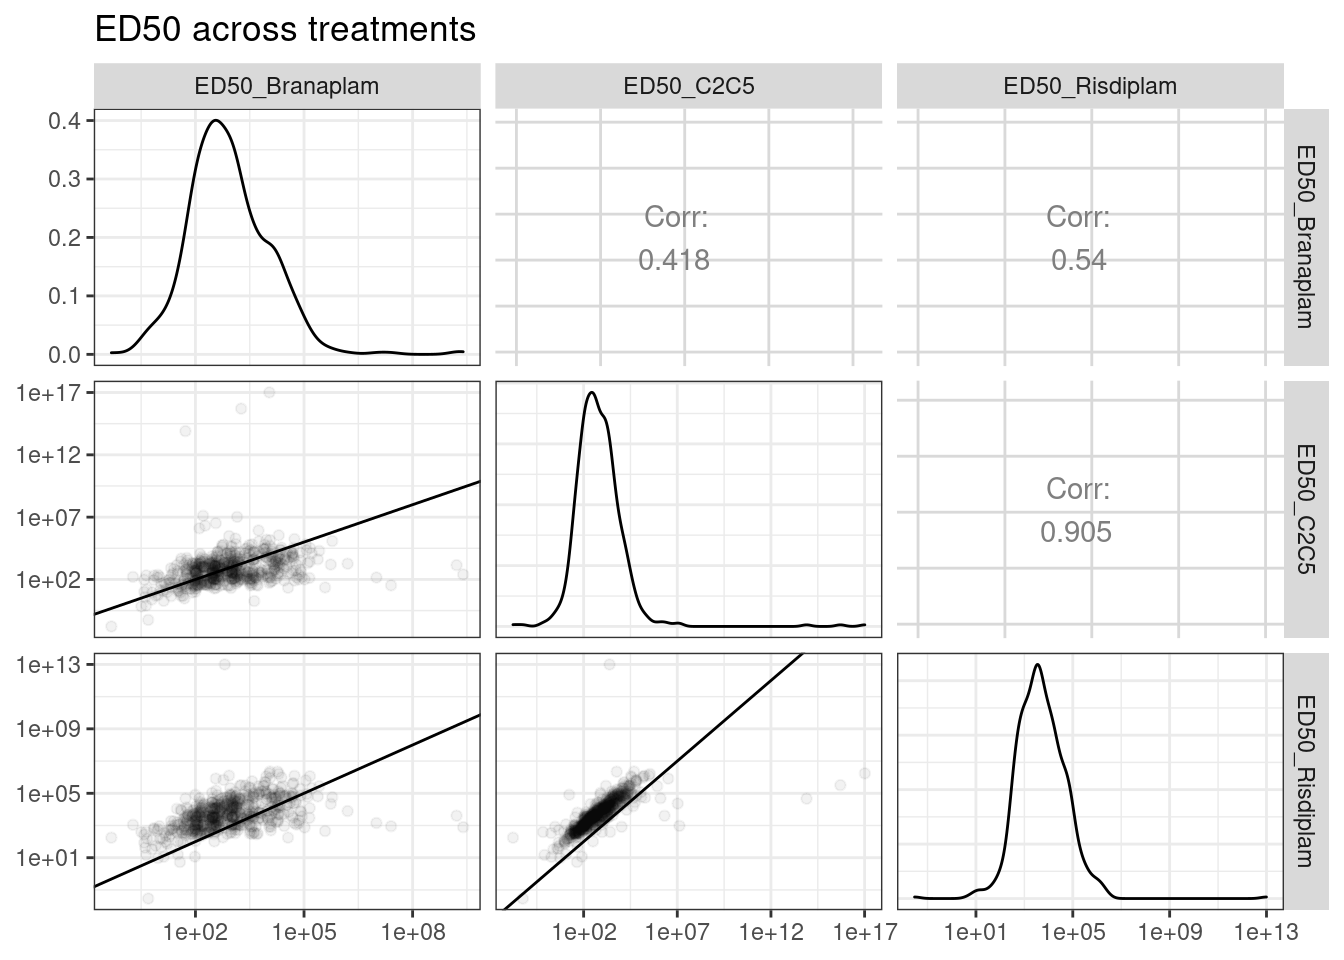 ED50 across treatments
ED50_Branaplam
ED50_C2C5
ED50_Risdiplam
0.4
0.3
0.2
0.1
0.0
Corr:
0.418
Corr:
0.54
ED50_Branaplam
1e+17
1e+12
1e+07
1e+02
Corr:
0.905
ED50_C2C5
1e+13
1e+09
1e+05
1e+01
ED50_Risdiplam
1e+02 1e+05 1e+08
1e+02 1e+07 1e+12 1e+17
1e+01 1e+05 1e+09 1e+13